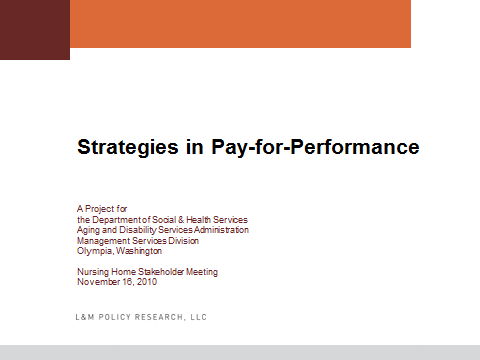 Strategies in Pay-for-Performance
A Project for
the Department of Social & Health Services
Aging and Disability Services Administration
Management Services Division
Olympia, Washington
Nursing Home Stakeholder Meeting
November 16, 2010
L&M POLICY RESEARCH, LLC